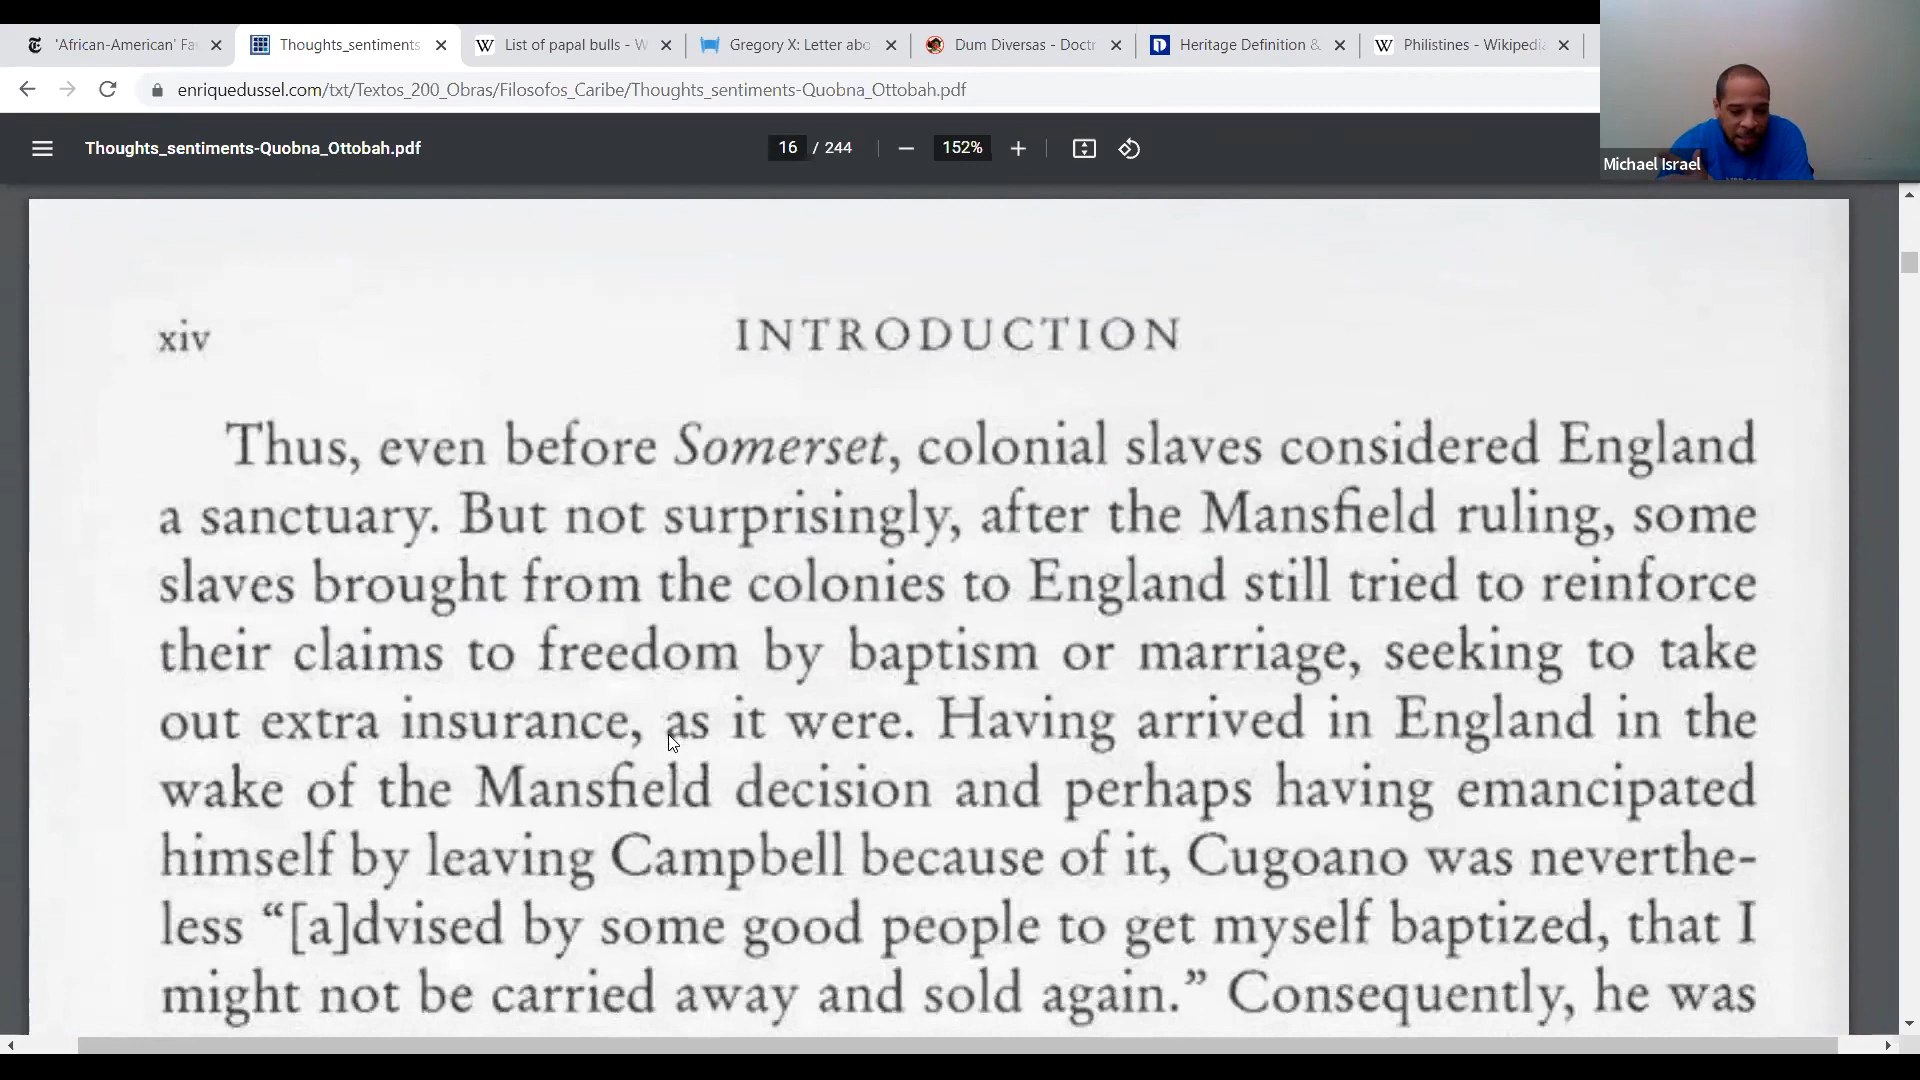 'African-American' Fa
Thoughts_sentiments
List of papal bulls - W
Gregory X: Letter abo
Dum Diversas - Doctr
Heritage Definition &
Philistines - Wikipedia
enriquedussel.com/txt/Textos_200_Obras/Filosofos_Caribe/Thoughts_sentiments-Quobna_Ottobah.pdf
Thoughts_sentiments-Quobna_Ottobah.pdf
16 / 244
152%
Michael Israel
xiv
INTRODUCTION
Thus, even before Somerset, colonial slaves considered England
a sanctuary. But not surprisingly, after the Mansfield ruling, some
slaves brought from the colonies to England still tried to reinforce
their claims to freedom by baptism or marriage, seeking to take
out extra insurance, as it were. Having arrived in England in the
wake of the Mansfield decision and perhaps having emancipated
himself by leaving Campbell because of it, Cugoano was neverthe-
less “[a]dvised by some good people to get myself baptized, that I
might not be carried away and sold again.” Consequently, he was